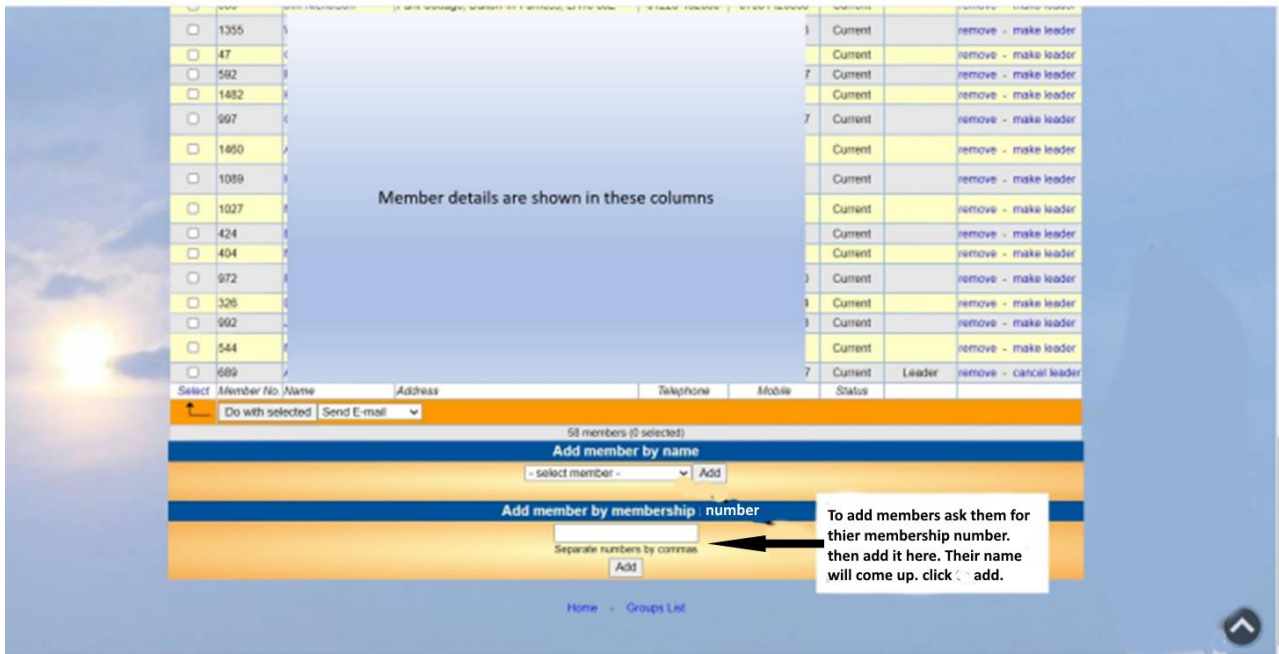 1355 Current remove - make leader
47 Current remove - make leader
592 7 Current remove - make leader
1482 Current remove - make leader
997 7 Current remove - make leader
1460 Current remove - make leader
1089 Current remove - make leader
Member details are shown in these columns
1027 Current remove - make leader
424 Current remove - make leader
404 Current remove - make leader
972 Current remove - make leader
326 Current remove - make leader
992 Current remove - make leader
544 Current remove - make leader
689 7 Current Leader remove - cancel leader
Select Member No. Name Address Telephone Mobile Status
Do with selected Send E-mail
58 members (0 selected)
Add member by name
- select member - Add
Add member by membership number
Separate numbers by commas
Add
To add members ask them for
thier membership number.
then add it here. Their name
will come up. click add.
Home - Groups List